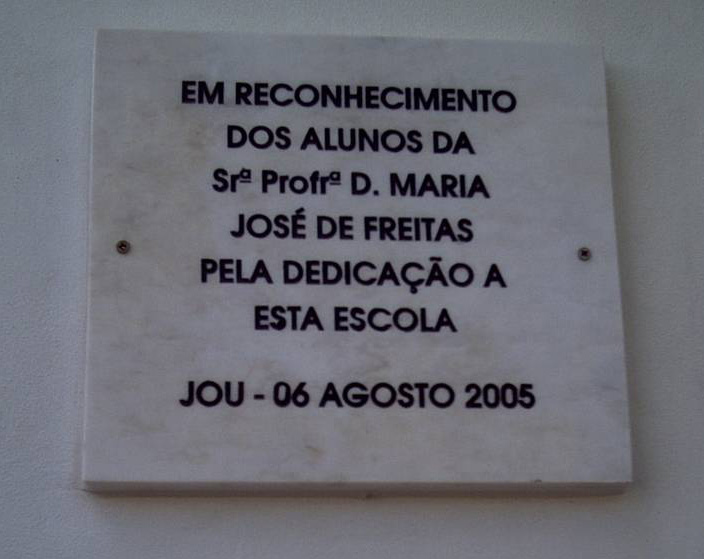 EM RECONHECIMENTO
DOS ALUNOS DA
Srª Profrª D. MARIA
JOSÉ DE FREITAS
PELA DEDICAÇÃO A
ESTA ESCOLA
JOU - 06 AGOSTO 2005